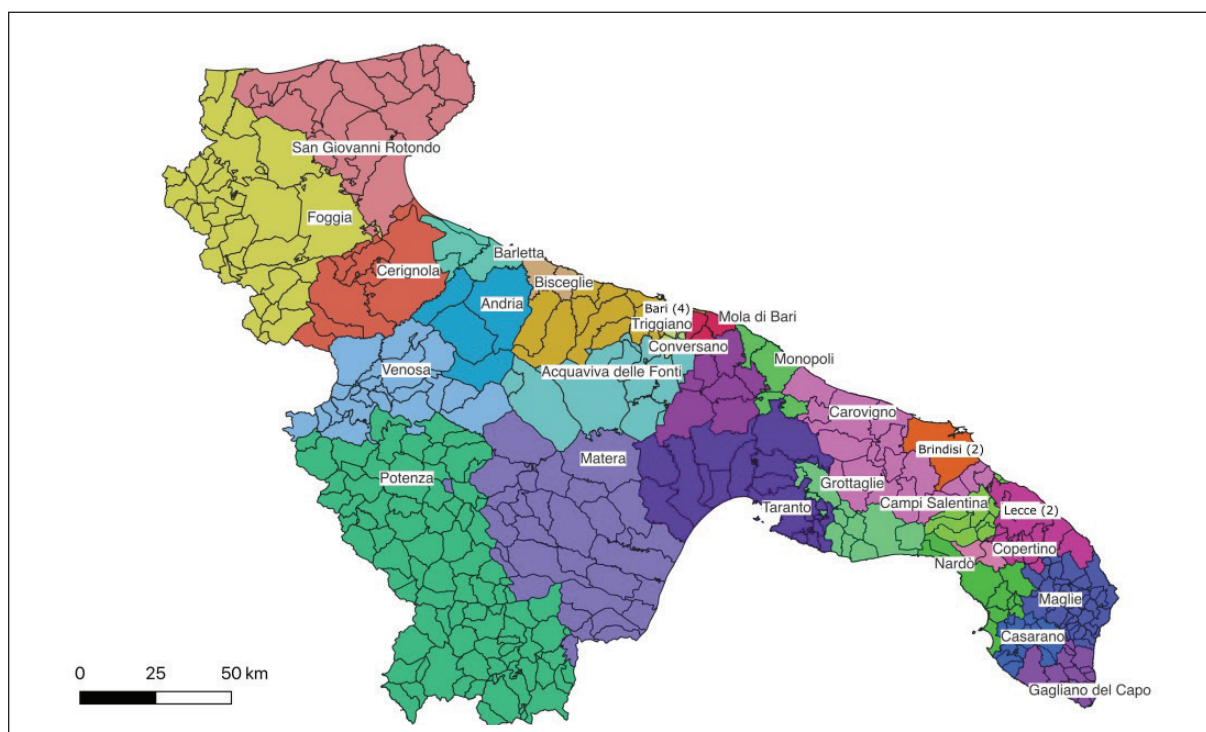 San Giovanni Rotondo
Foggia
Barletta
Cerignola
Bisceglie
Andria
Bari (4)
Mola di Bari
Triggiano
Conversano
Monopoli
Venosa
Acquaviva delle Fonti
Carovigno
Brindisi (2)
Matera
Potenza
Grottaglie
Campi Salentina
Taranto
Lecce (2)
Copertino
Nardò
Maglie
Casarano
Gagliano del Capo
0 25 50 km